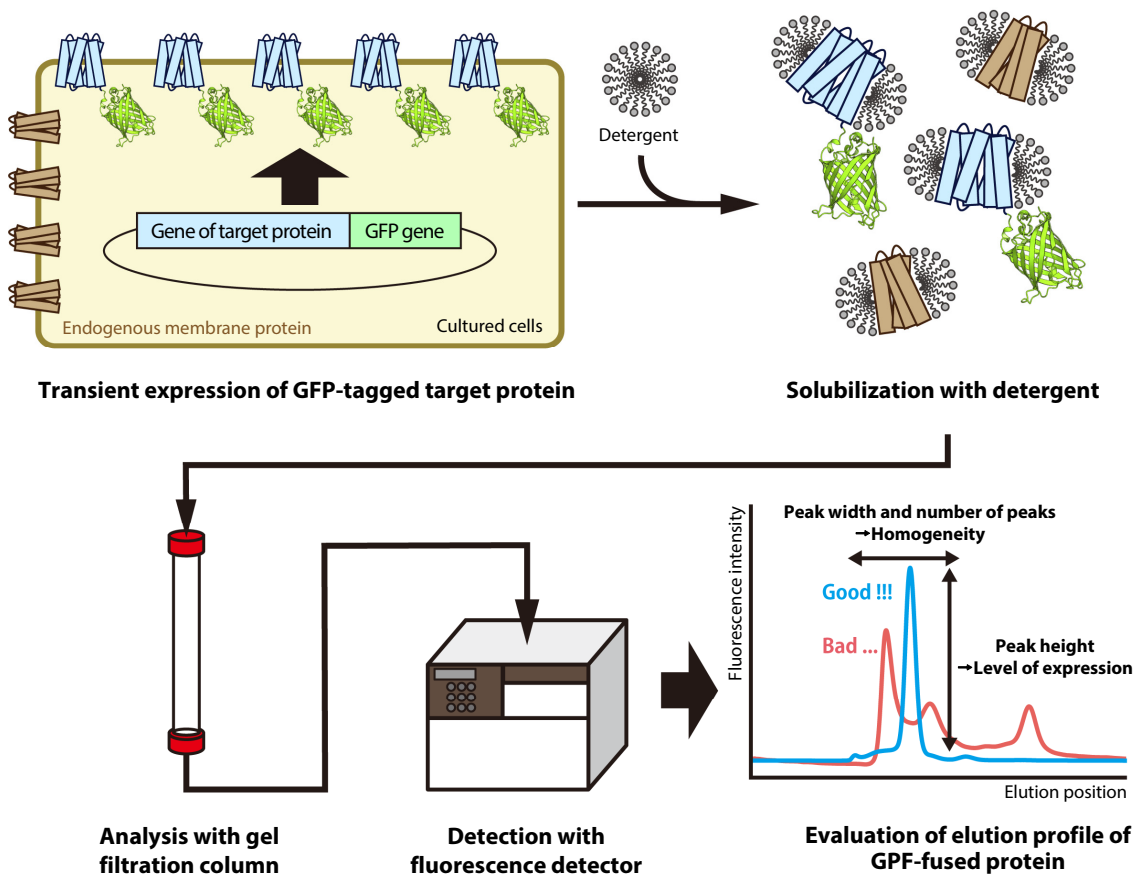 Detergent
Gene of target protein
GFP gene
Endogenous membrane protein
Cultured cells
Transient expression of GFP-tagged target protein
Solubilization with detergent
Peak width and number of peaks
→Homogeneity
Good !!!
Bad ...
Peak height
→Level of expression
Fluorescence intensity
Elution position
Analysis with gel
filtration column
Detection with
fluorescence detector
Evaluation of elution profile of
GPF-fused protein